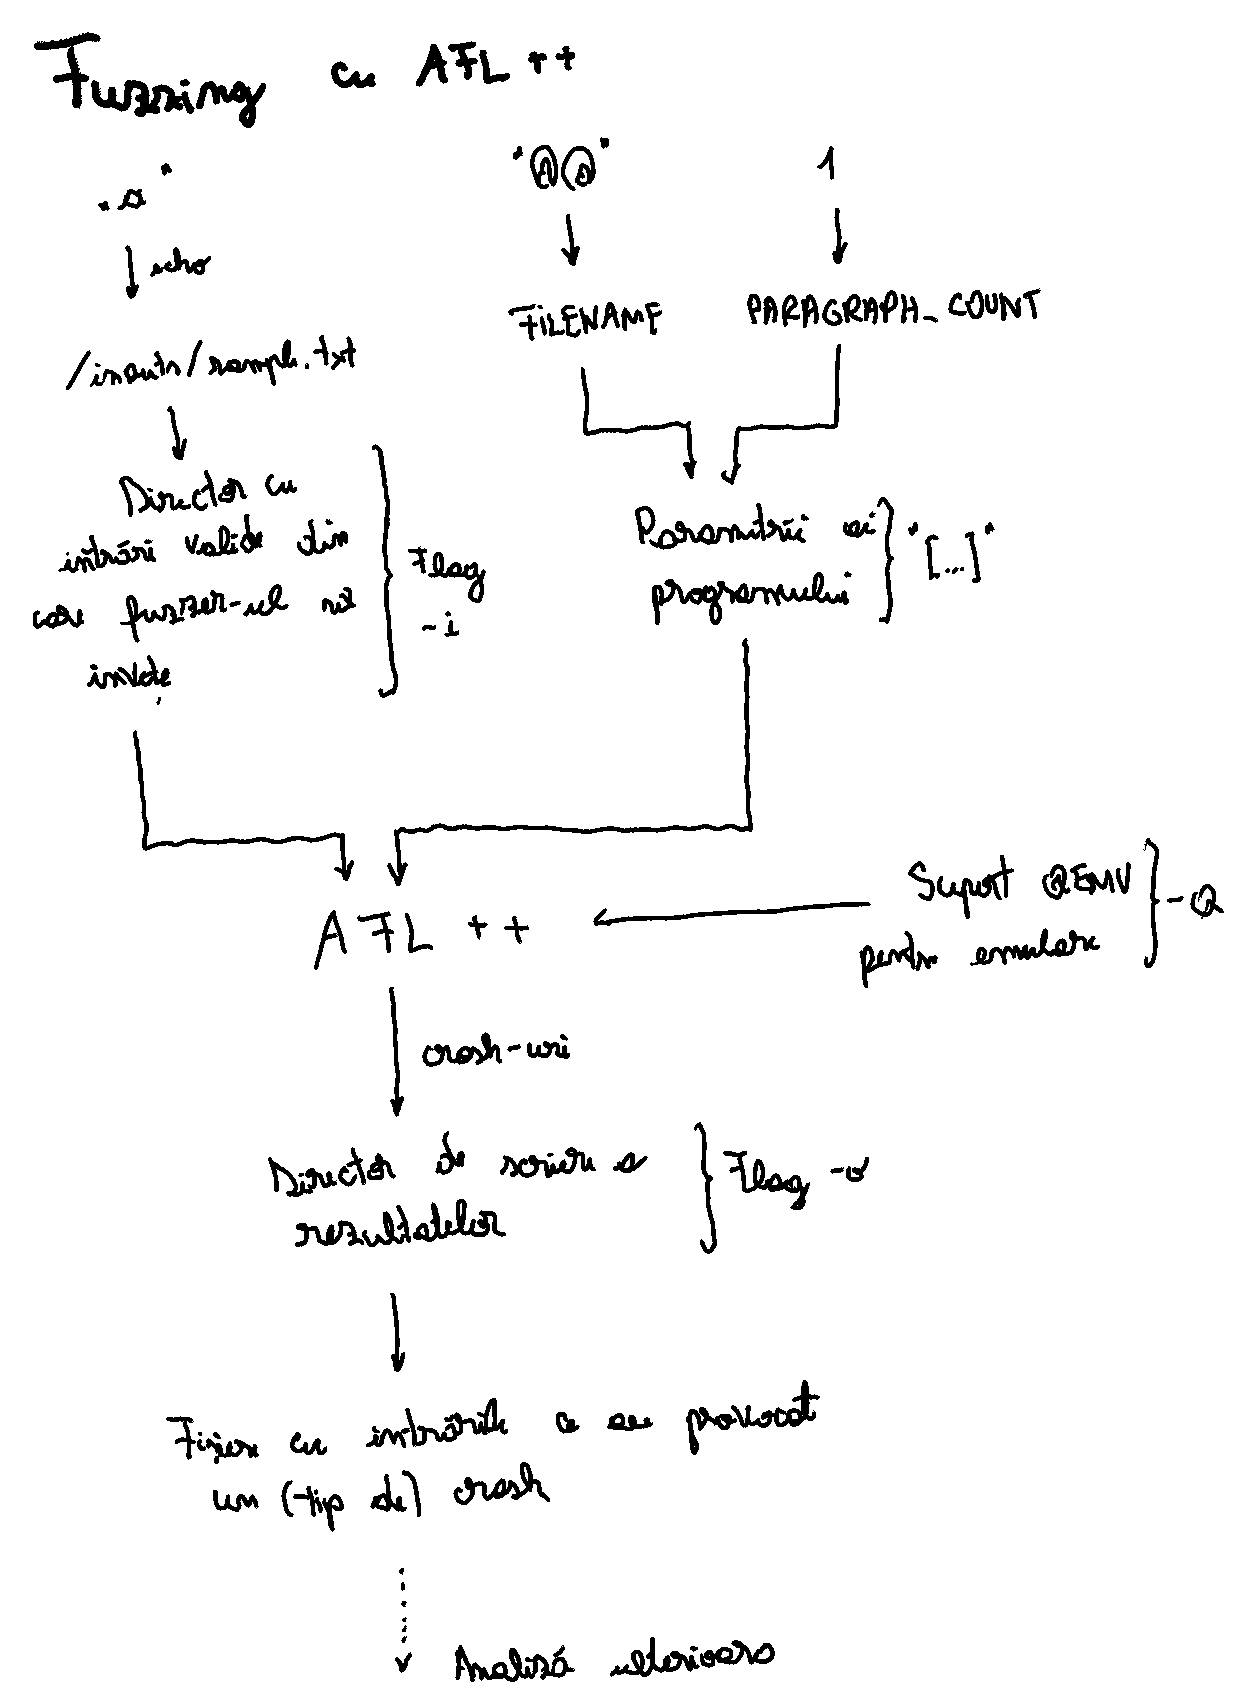 Fuzzing cu AFL ++
"a"
"@@"
1
echo
FILENAME
PARAGRAPH_COUNT
/inputs/sample.txt
Director cu
intrări valide din
care fuzzer-ul va
învăța
Flag
-i
Parametrii ai
programului
"[...]"
AFL ++
Suport QEMU
pentru emulare
-Q
crash-uri
Director de scriere a
rezultatelor
Flag -o
Fișiere cu intrările ce au provocat
un (tip de) crash
Analiză ulterioară